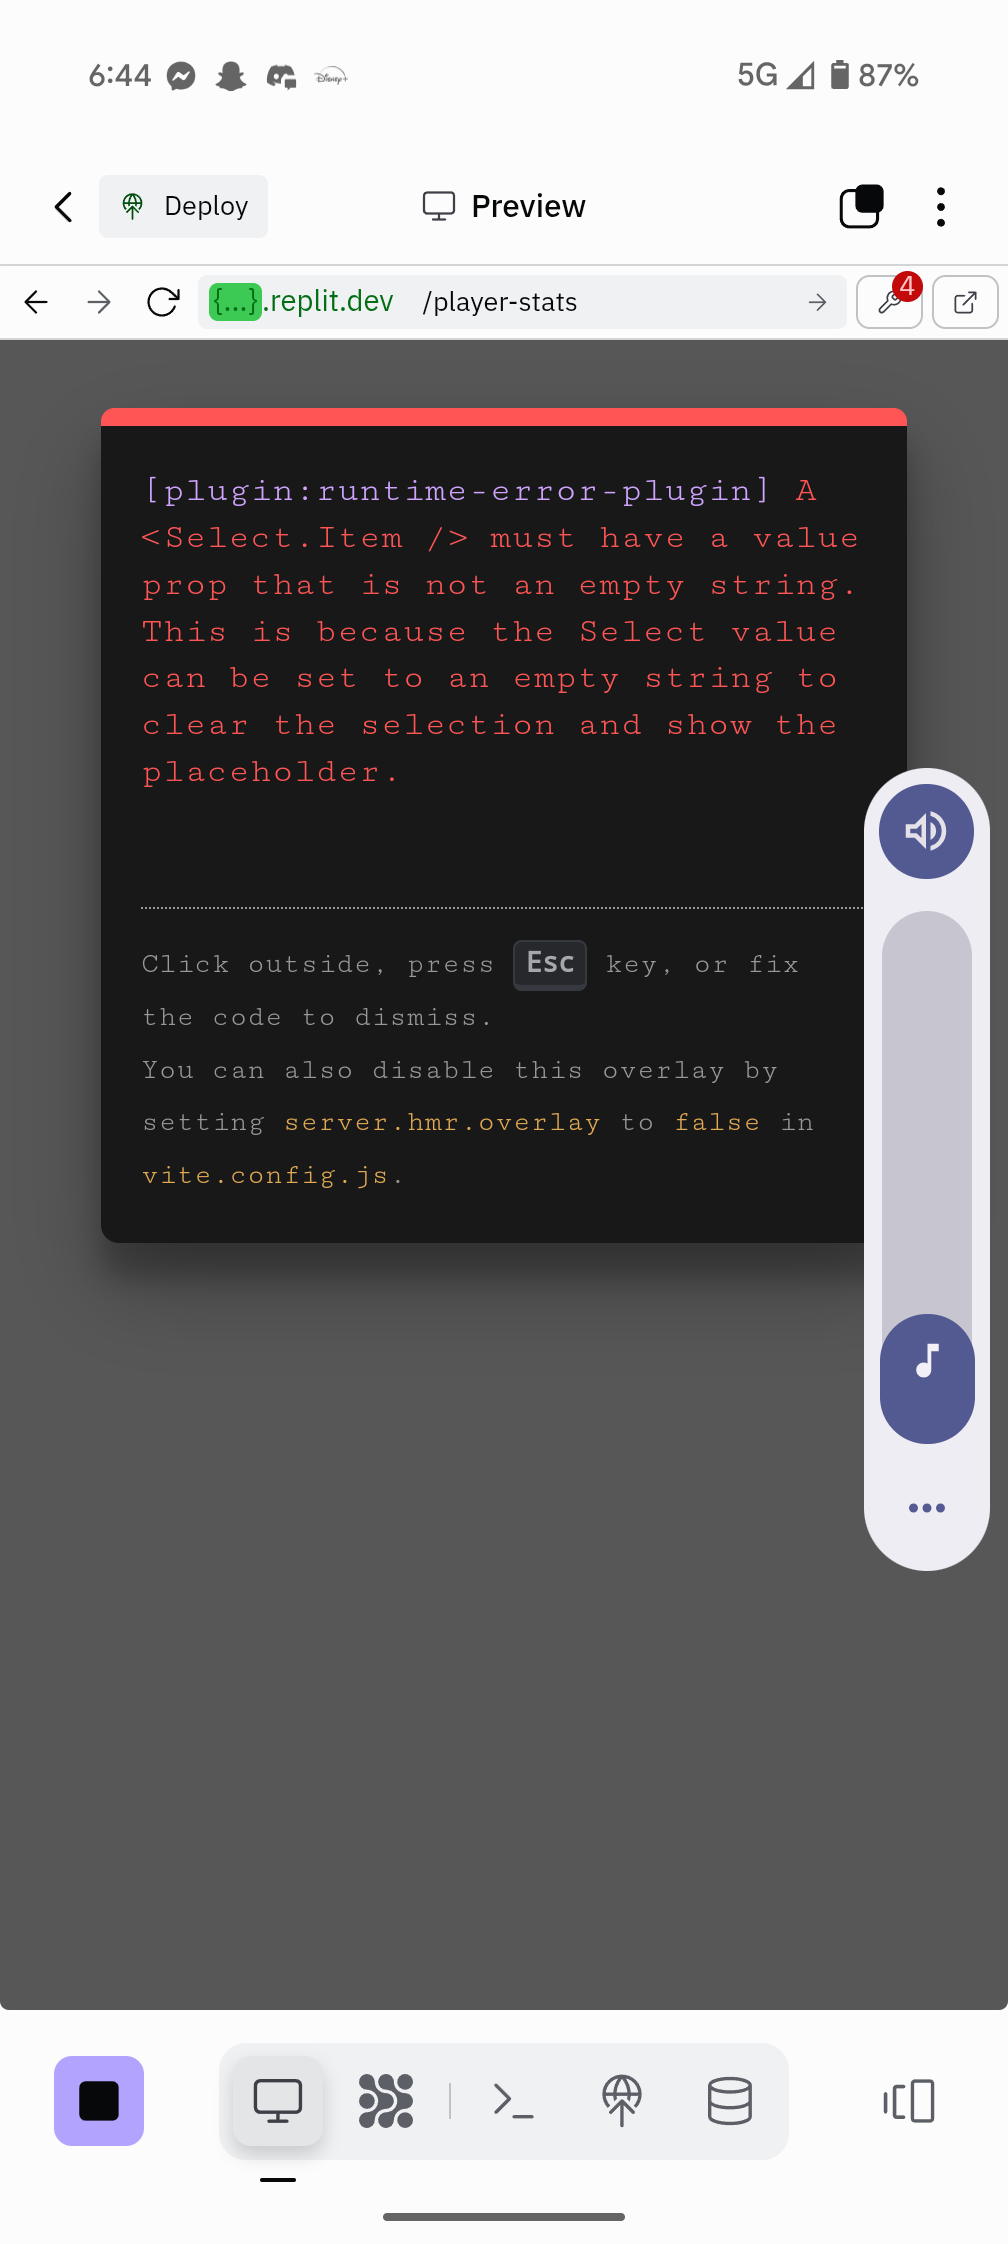 6:44
Disney+
5G
87%
Deploy
Preview
{...}.replit.dev /player-stats
4
[plugin:runtime-error-plugin] A
<Select.Item /> must have a value
prop that is not an empty string.
This is because the Select value
can be set to an empty string to
clear the selection and show the
placeholder.
Click outside, press Esc key, or fix
the code to dismiss.
You can also disable this overlay by
setting server.hmr.overlay to false in
vite.config.js.